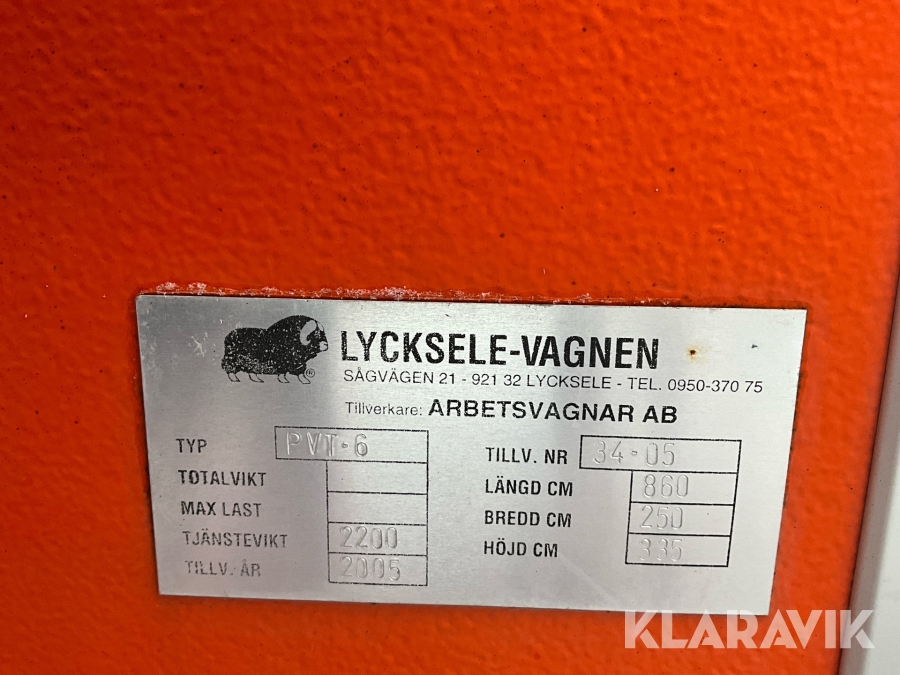 LYCKSELE-VAGNEN
SÅGVÄGEN 21 - 921 32 LYCKSELE - TEL. 0950-370 75
Tillverkare: ARBETSVAGNAR AB
TYP PVT-6
TOTALVIKT
MAX LAST
TJÄNSTEVIKT 2200
TILLV. ÅR 2005
TILLV. NR 34-05
LÄNGD CM 860
BREDD CM 250
HÖJD CM 335
KLARAVIK